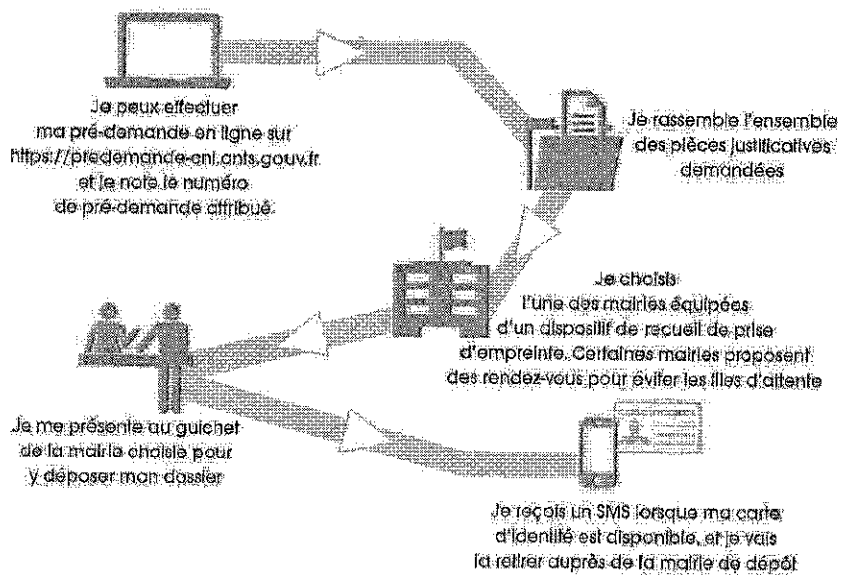 Je peux effectuer
ma pré-demande en ligne sur
https://predemande-cni.ants.gouv.fr
et je note le numéro
de pré-demande attribué
Je rassemble l'ensemble
des pièces justificatives
demandées
Je choisis
l'une des mairies équipées
d'un dispositif de recueil de prise
d'empreinte. Certaines mairies proposent
des rendez-vous pour éviter les files d'attente
Je me présente au guichet
de la mairie choisie pour
y déposer mon dossier
Je reçois un SMS lorsque ma carte
d'identité est disponible, et je vais
la retirer auprès de la mairie de dépôt